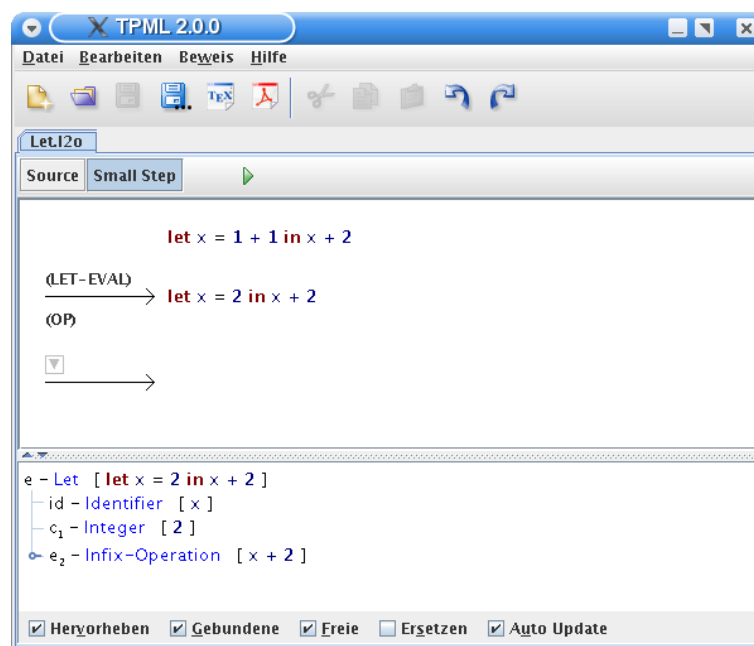 TPML 2.0.0
Datei Bearbeiten Beweis Hilfe
TEX
Let.l2o
Source Small Step
let x = 1 + 1 in x + 2
(LET-EVAL)
let x = 2 in x + 2
(OP)
e - Let [ let x = 2 in x + 2 ]
id - Identifier [ x ]
c₁ - Integer [ 2 ]
e₂ - Infix-Operation [ x + 2 ]
Hervorheben Gebundene Freie Ersetzen Auto Update